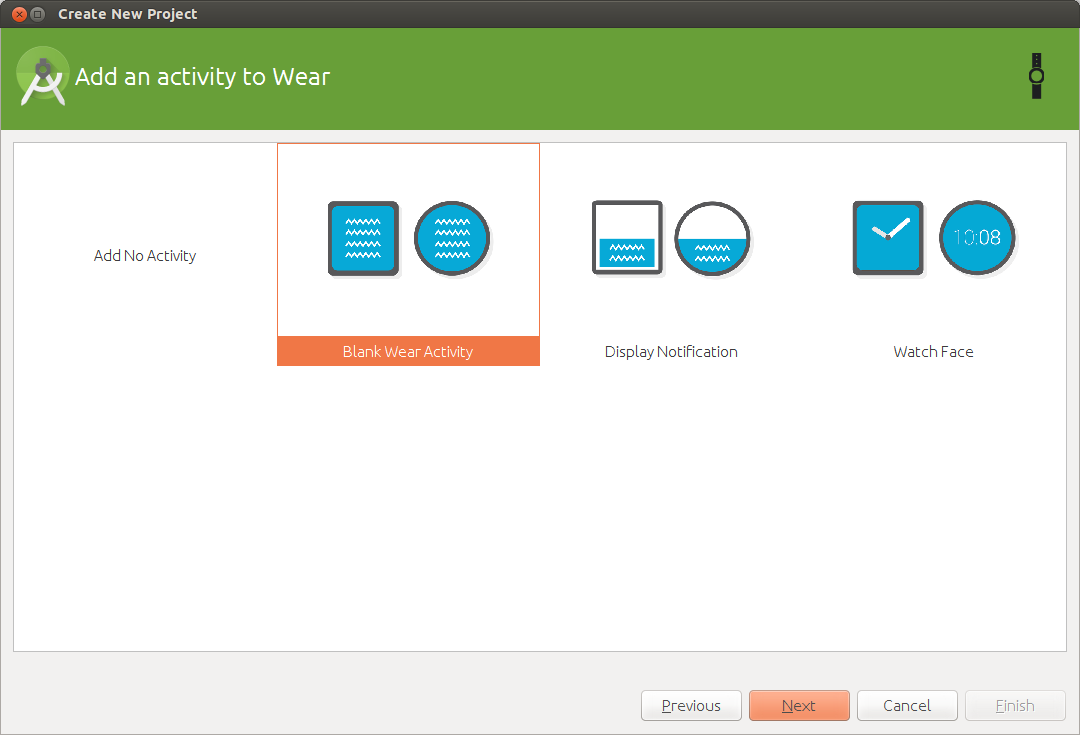 Create New Project
Add an activity to Wear
10:08
Add No Activity
Blank Wear Activity
Display Notification
Watch Face
Previous
Next
Cancel
Finish